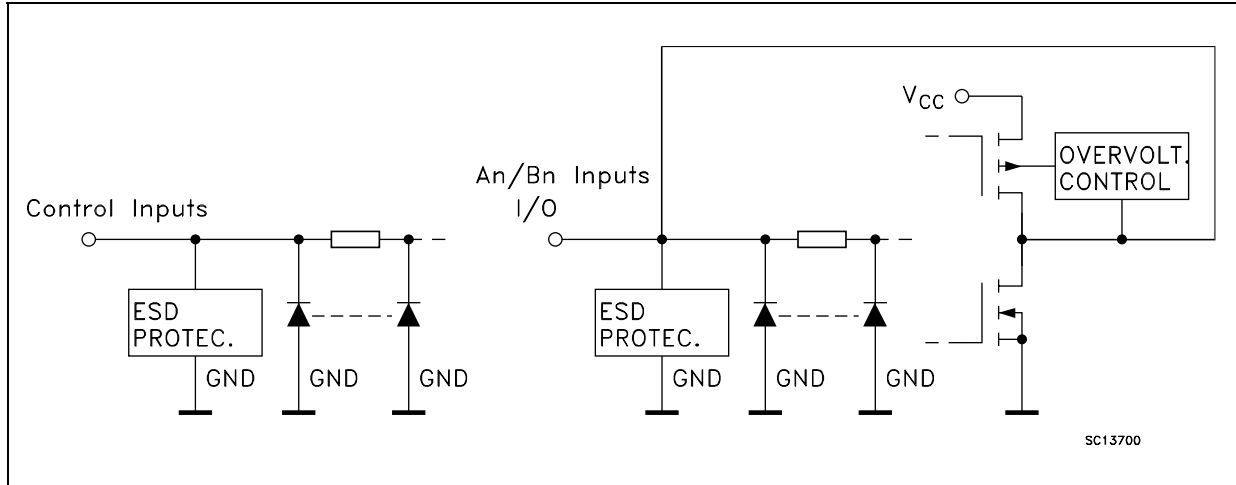 Control Inputs
ESD
PROTEC.
GND
GND
GND
An/Bn Inputs
I/O
ESD
PROTEC.
GND
GND
GND
VCC
OVERVOLT.
CONTROL
SC13700